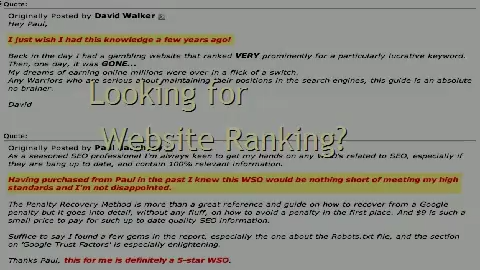 Quote:
Originally Posted by David Walker
Hey Paul,
I just wish I had this knowledge a few years ago!
Back in the day I had a gambling website that ranked VERY prominently for a particularly lucrative keyword.
Then, one day, it was GONE...
My dreams of earning online millions were over in a flick of a switch.
Any Warriors who are serious about maintaining their positions in the search engines, this guide is an absolute
no brainer.
David
Looking for
Website Ranking?
Quote:
Originally Posted by Paul
As a seasoned SEO professional I'm always keen to get my hands on any related to SEO, especially if
they are bang up to date, and contain 100% relevant information.
Having purchased from Paul in the past I knew this WSO would be nothing short of meeting my high
standards and I'm not disappointed.
The Penalty Recovery Method is more than a great reference and guide on how to recover from a Google
penalty but it goes into detail, without any fluff, on how to avoid a penalty in the first place. And $9 is such a
small price to pay for such up to date quality SEO information.
Suffice to say I found a few gems in the report, especially the one about the Robots.txt file, and the section
on "Google Trust Factors" is especially enlightening.
Thanks Paul, this for me is definitely a 5-star WSO.